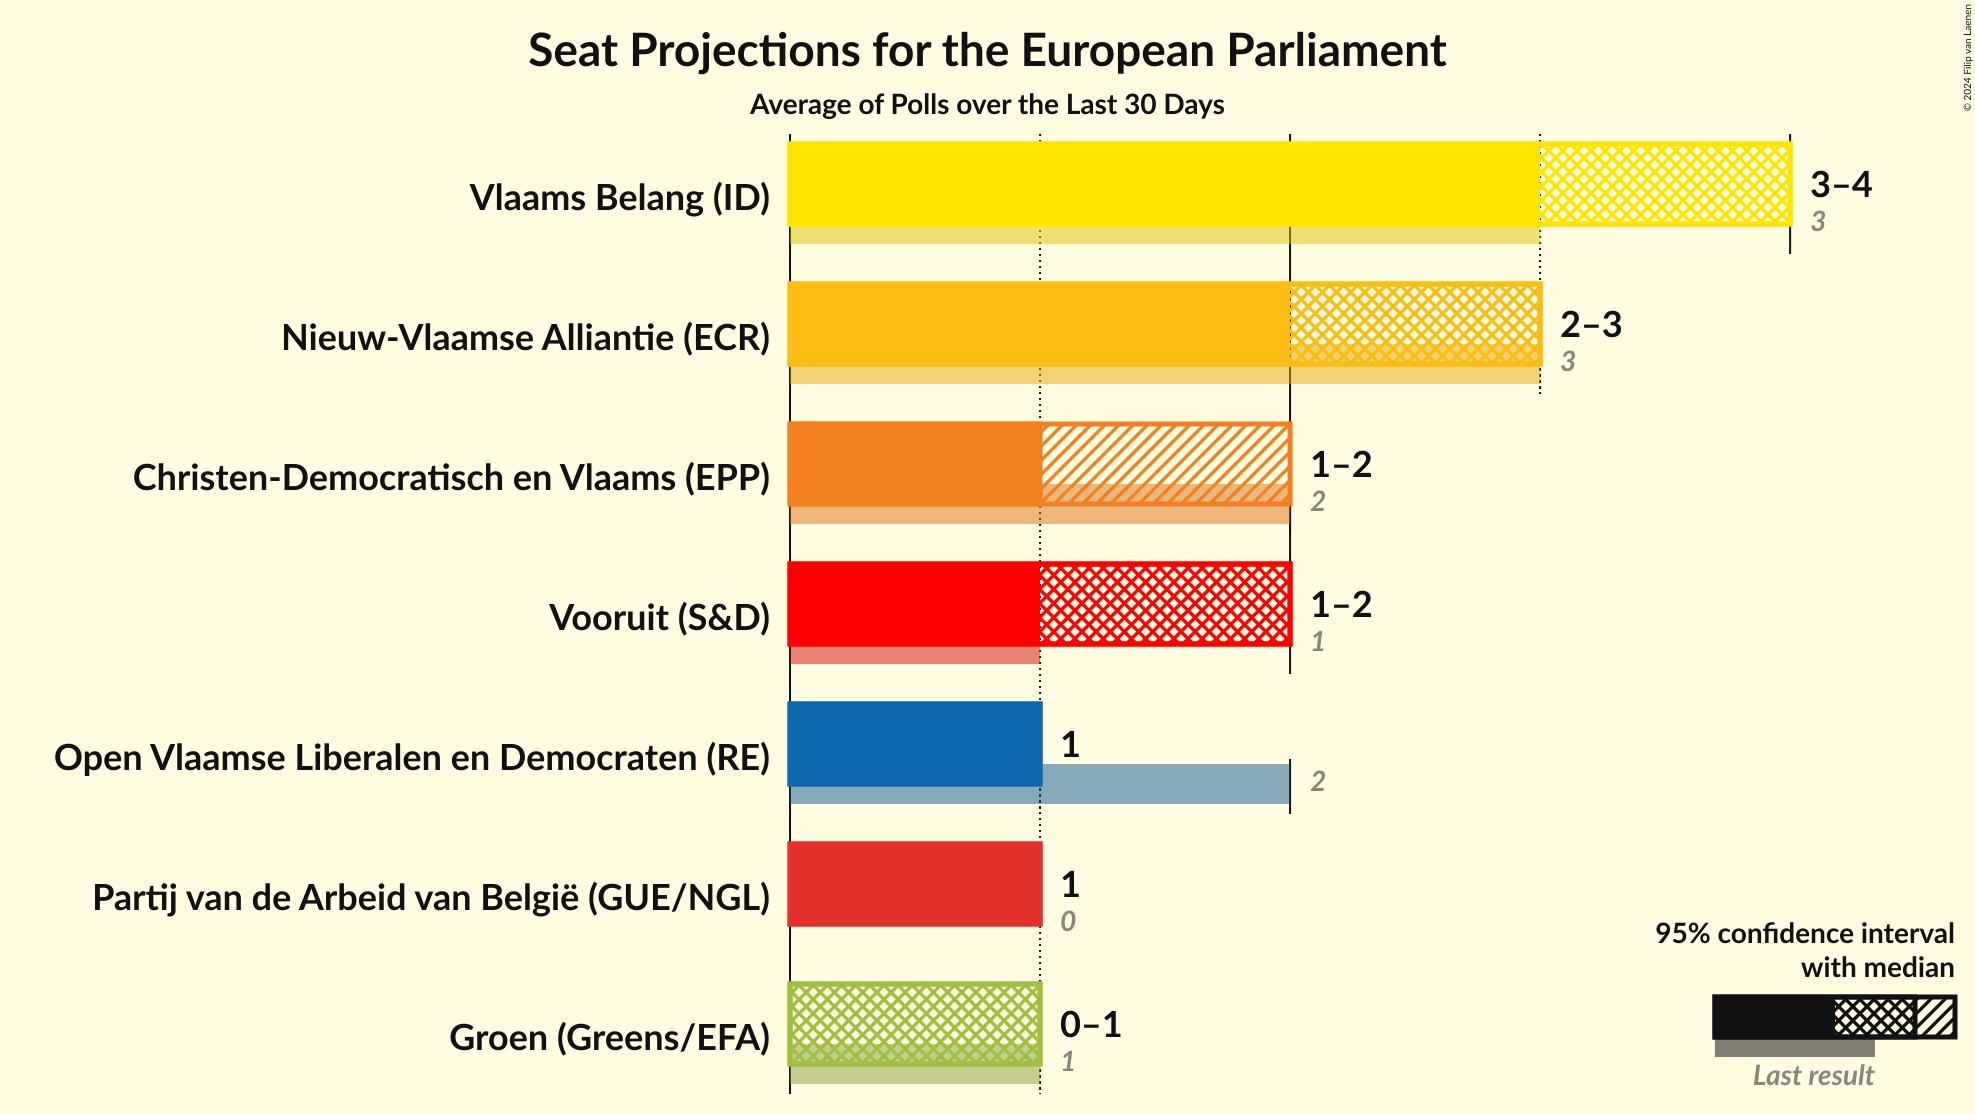 Seat Projections for the European Parliament
Average of Polls over the Last 30 Days
© 2024 Filip van Laenen
Vlaams Belang (ID)
3–4
3
Nieuw-Vlaamse Alliantie (ECR)
2–3
3
Christen-Democratisch en Vlaams (EPP)
1–2
2
Vooruit (S&D)
1–2
1
Open Vlaamse Liberalen en Democraten (RE)
1
2
Partij van de Arbeid van België (GUE/NGL)
1
0
Groen (Greens/EFA)
0–1
1
95% confidence interval
with median
Last result